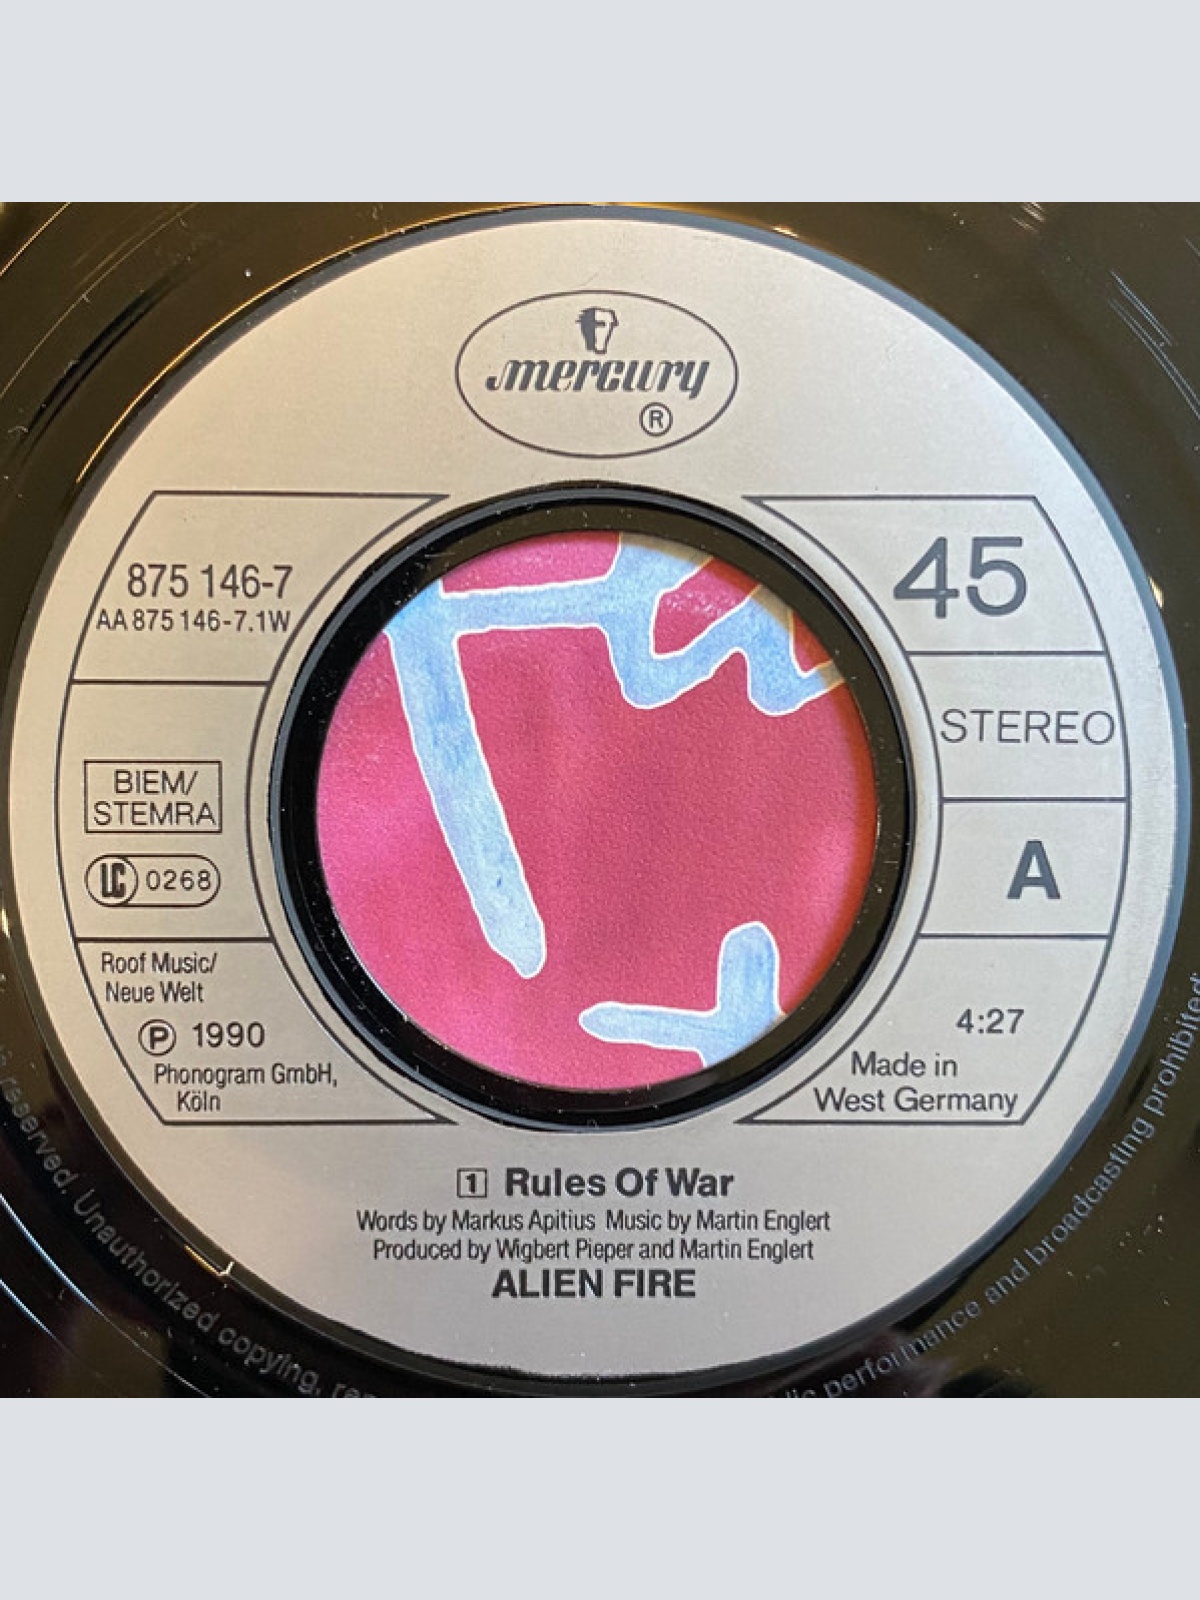 mercury
®
875 146-7
AA 875 146-7.1W
BIEM/
STEMRA
LC 0268
Roof Music/
Neue Welt
℗ 1990
Phonogram GmbH,
Köln
45
STEREO
A
4:27
Made in
West Germany
1 Rules Of War
Words by Markus Apitius Music by Martin Englert
Produced by Wigbert Pieper and Martin Englert
ALIEN FIRE
reserved. Unauthorized copying,
performance and broadcasting prohibited